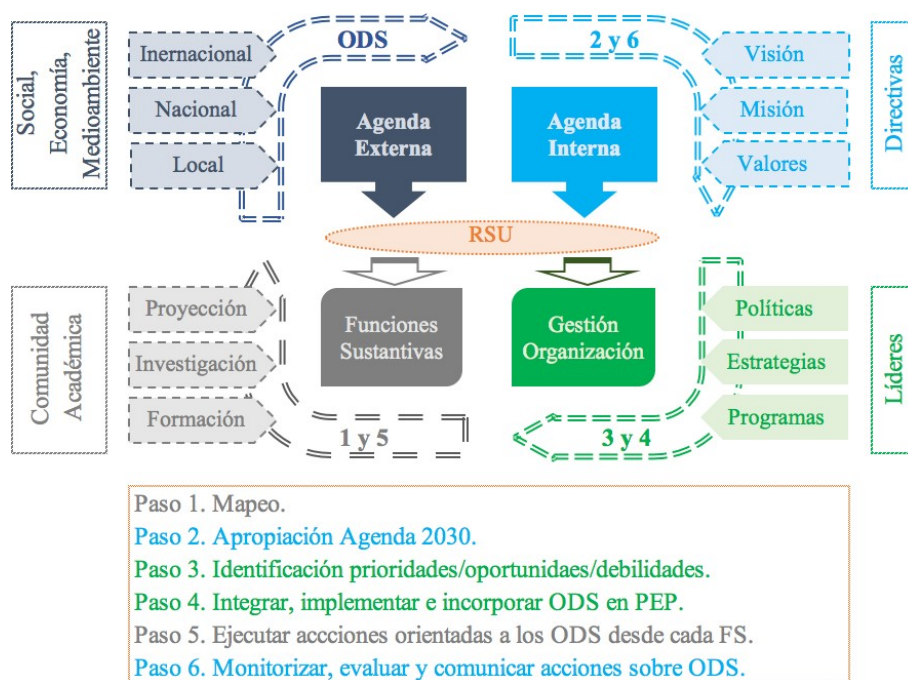 Social,
Economía,
Medioambiente
Inernacional
Nacional
Local
ODS
Agenda
Externa
2 y 6
Agenda
Interna
Visión
Misión
Valores
Directivas
RSU
Comunidad
Académica
Proyección
Investigación
Formación
Funciones
Sustantivas
1 y 5
Gestión
Organización
3 y 4
Políticas
Estrategias
Programas
Líderes
Paso 1. Mapeo.
Paso 2. Apropiación Agenda 2030.
Paso 3. Identificación prioridades/oportunidaes/debilidades.
Paso 4. Integrar, implementar e incorporar ODS en PEP.
Paso 5. Ejecutar accciones orientadas a los ODS desde cada FS.
Paso 6. Monitorizar, evaluar y comunicar acciones sobre ODS.